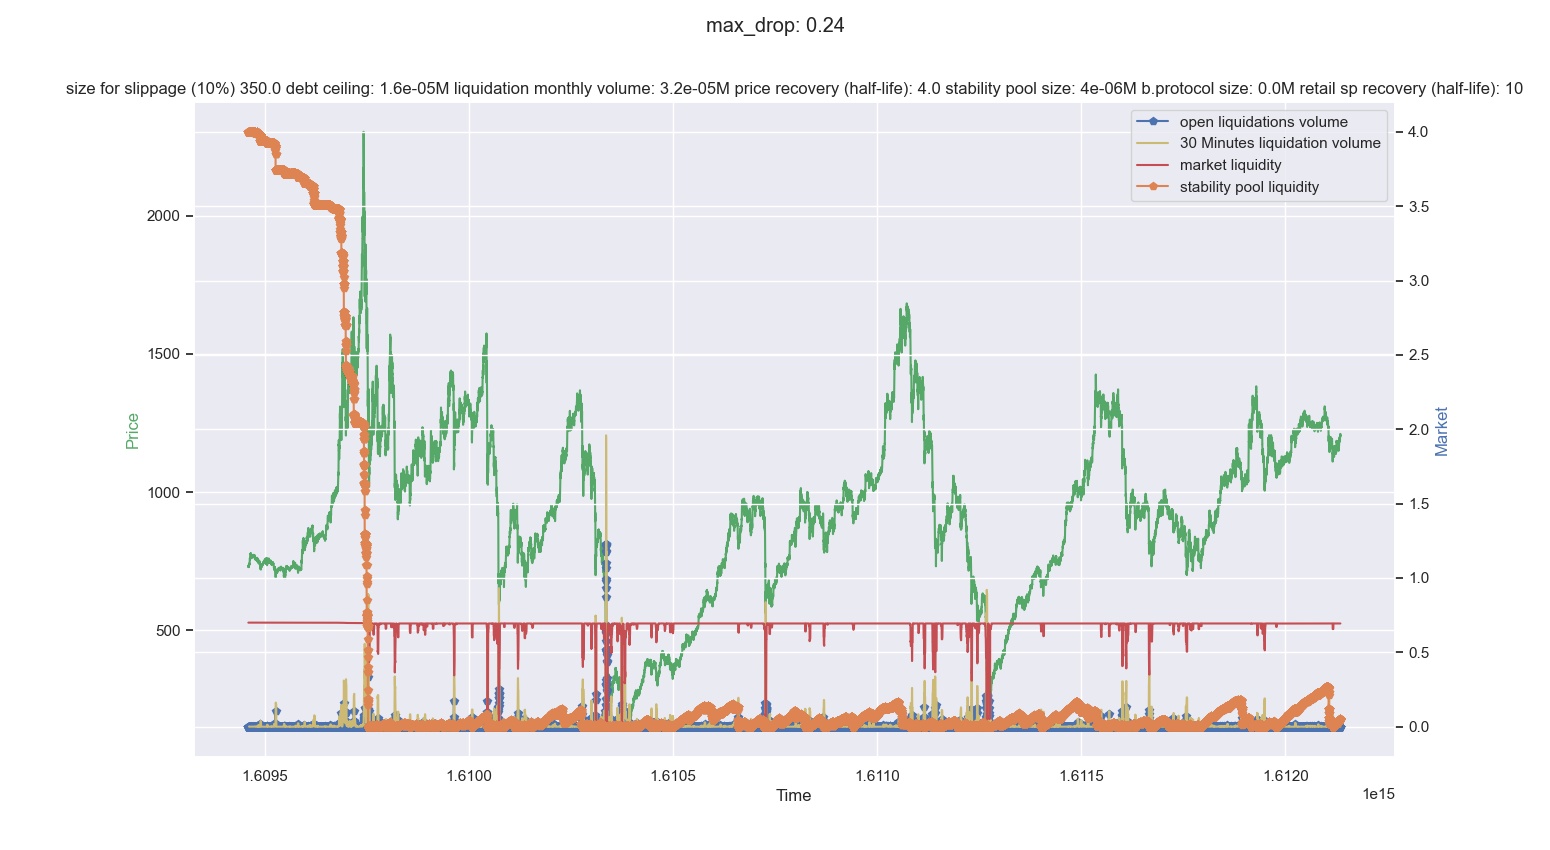 max_drop: 0.24
size for slippage (10%) 350.0 debt ceiling: 1.6e-05M liquidation monthly volume: 3.2e-05M price recovery (half-life): 4.0 stability pool size: 4e-06M b.protocol size: 0.0M retail sp recovery (half-life): 10
open liquidations volume
30 Minutes liquidation volume
market liquidity
stability pool liquidity
2000
1500
1000
500
Price
4.0
3.5
3.0
2.5
2.0
1.5
1.0
0.5
0.0
Market
1.6095 1.6100 1.6105 1.6110 1.6115 1.6120
1e15
Time